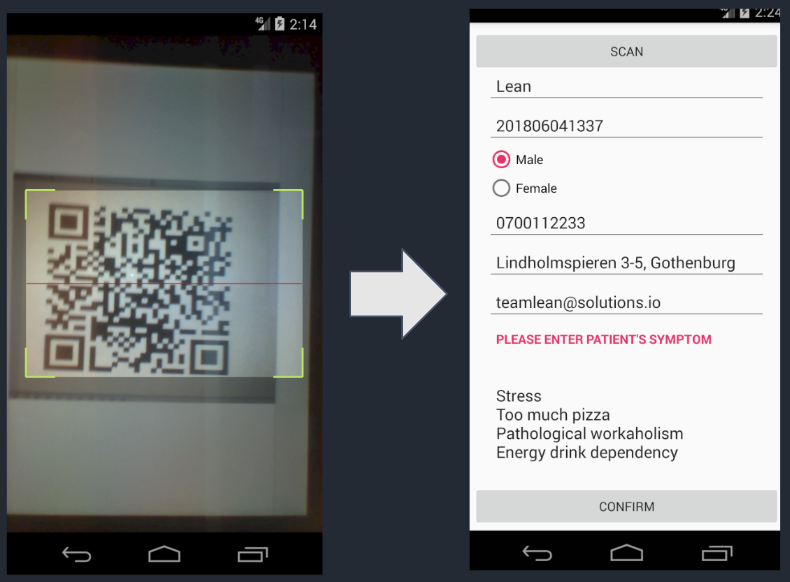 4G 2:14
4G 2:24
SCAN
Lean
201806041337
Male
Female
0700112233
Lindholmspieren 3-5, Gothenburg
teamlean@solutions.io
PLEASE ENTER PATIENT'S SYMPTOM
Stress
Too much pizza
Pathological workaholism
Energy drink dependency
CONFIRM